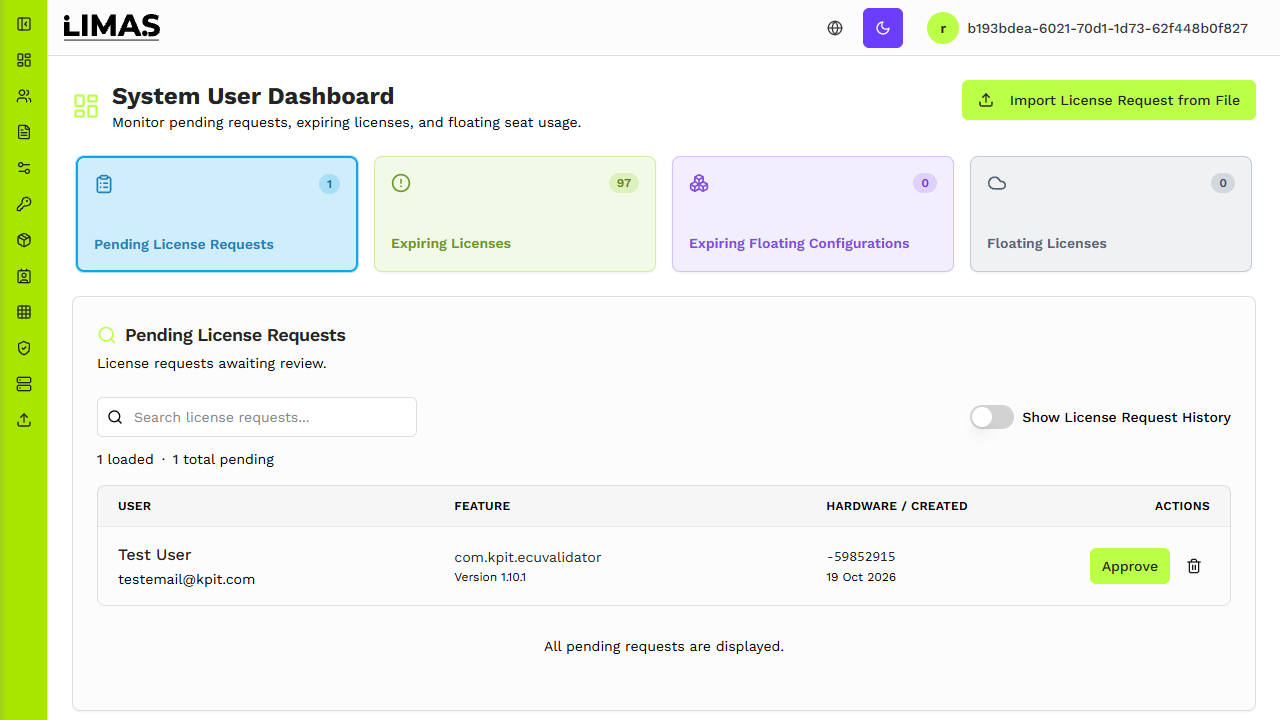 LIMAS
r
b193bdea-6021-70d1-1d73-62f448b0f827
System User Dashboard
Monitor pending requests, expiring licenses, and floating seat usage.
Import License Request from File
1
Pending License Requests
97
Expiring Licenses
0
Expiring Floating Configurations
0
Floating Licenses
Pending License Requests
License requests awaiting review.
Search license requests...
Show License Request History
1 loaded · 1 total pending
USER FEATURE HARDWARE / CREATED ACTIONS
Test User com.kpit.ecuvalidator -59852915
testemail@kpit.com Version 1.10.1 19 Oct 2026
Approve
All pending requests are displayed.